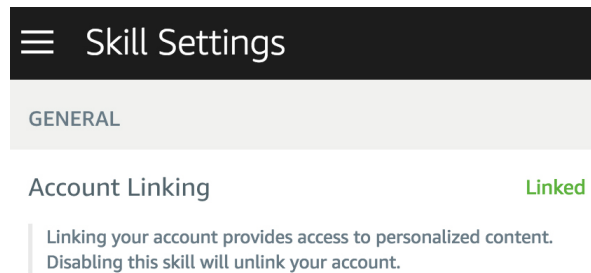 Skill Settings
GENERAL
Account Linking Linked
Linking your account provides access to personalized content.
Disabling this skill will unlink your account.